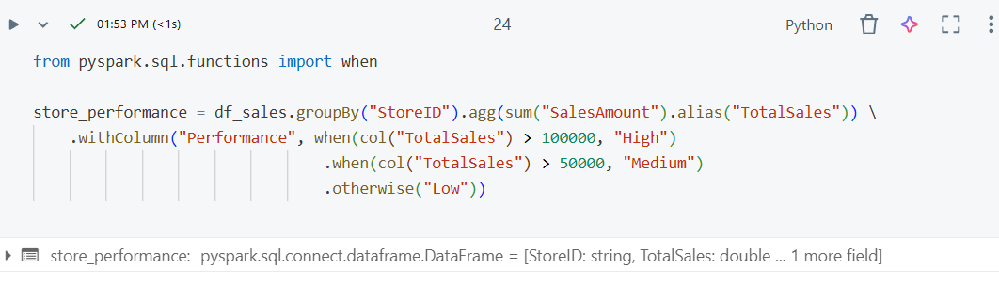 01:53 PM (<1s) 24 Python
from pyspark.sql.functions import when
store_performance = df_sales.groupBy("StoreID").agg(sum("SalesAmount").alias("TotalSales")) \
.withColumn("Performance", when(col("TotalSales") > 100000, "High")
.when(col("TotalSales") > 50000, "Medium")
.otherwise("Low"))
store_performance: pyspark.sql.connect.dataframe.DataFrame = [StoreID: string, TotalSales: double ... 1 more field]